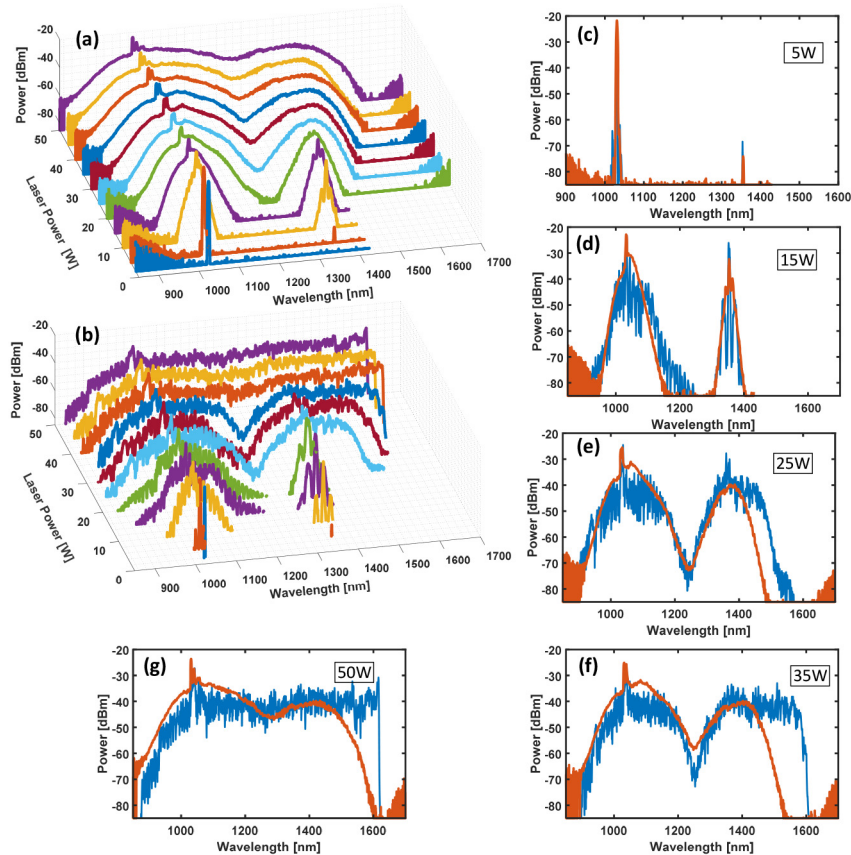 (a)
Power [dBm]
-20
-40
-60
-80
50
40
30
20
10
0
Laser Power [W]
900
1000
1100
1200
1300
1400
1500
1600
1700
Wavelength [nm]
(b)
Power [dBm]
-20
-40
-60
-80
50
40
30
20
10
0
Laser Power [W]
900
1000
1100
1200
1300
1400
1500
1600
1700
Wavelength [nm]
(c)
5W
Power [dBm]
-20
-30
-40
-50
-60
-70
-80
900 1000 1100 1200 1300 1400 1500 1600
Wavelength [nm]
(d)
15W
Power [dBm]
-20
-30
-40
-50
-60
-70
-80
1000 1200 1400 1600
Wavelength [nm]
(e)
25W
Power [dBm]
-20
-30
-40
-50
-60
-70
-80
1000 1200 1400 1600
Wavelength [nm]
(g)
50W
Power [dBm]
-20
-30
-40
-50
-60
-70
-80
1000 1200 1400 1600
Wavelength [nm]
(f)
35W
Power [dBm]
-20
-30
-40
-50
-60
-70
-80
1000 1200 1400 1600
Wavelength [nm]